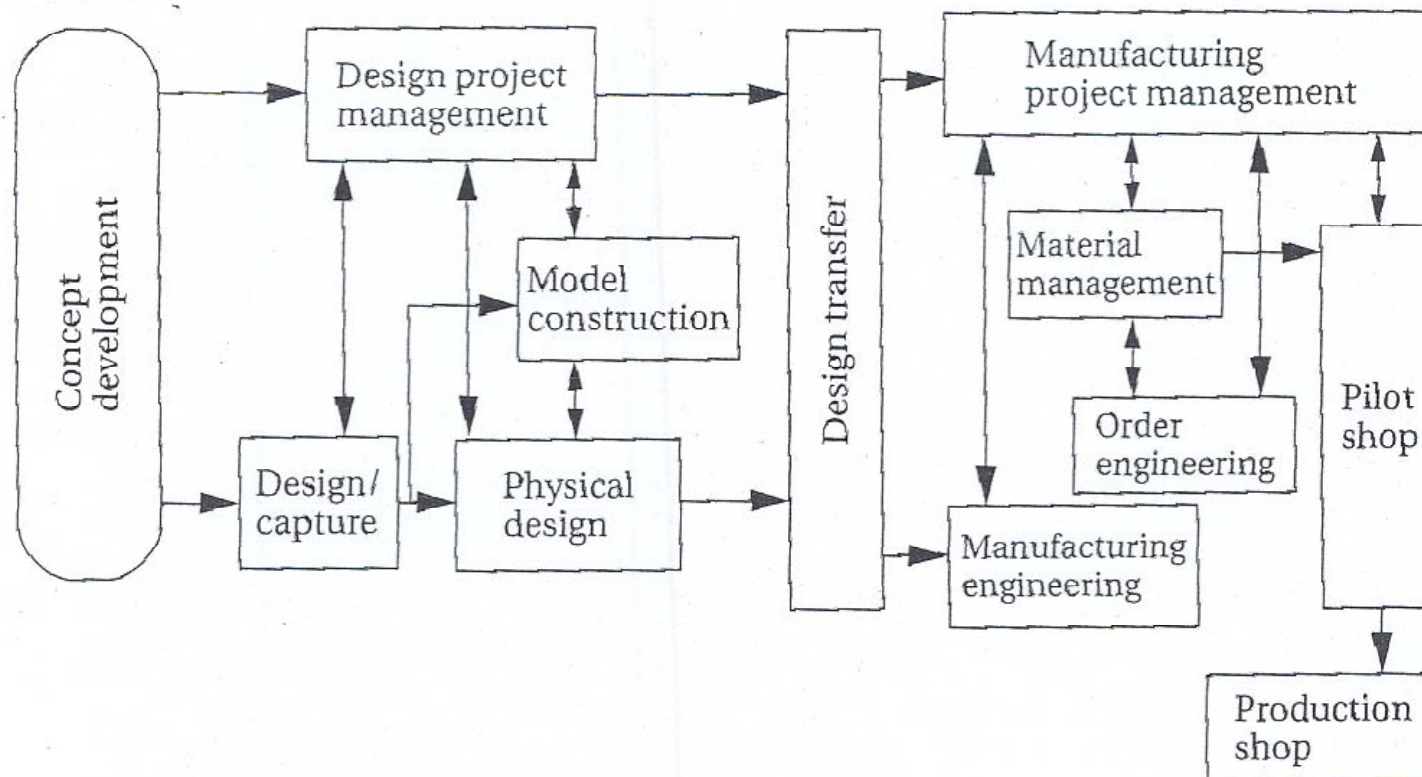 Concept
development
Design project
management
Model
construction
Design/
capture
Physical
design
Design transfer
Manufacturing
project management
Material
management
Order
engineering
Manufacturing
engineering
Pilot
shop
Production
shop